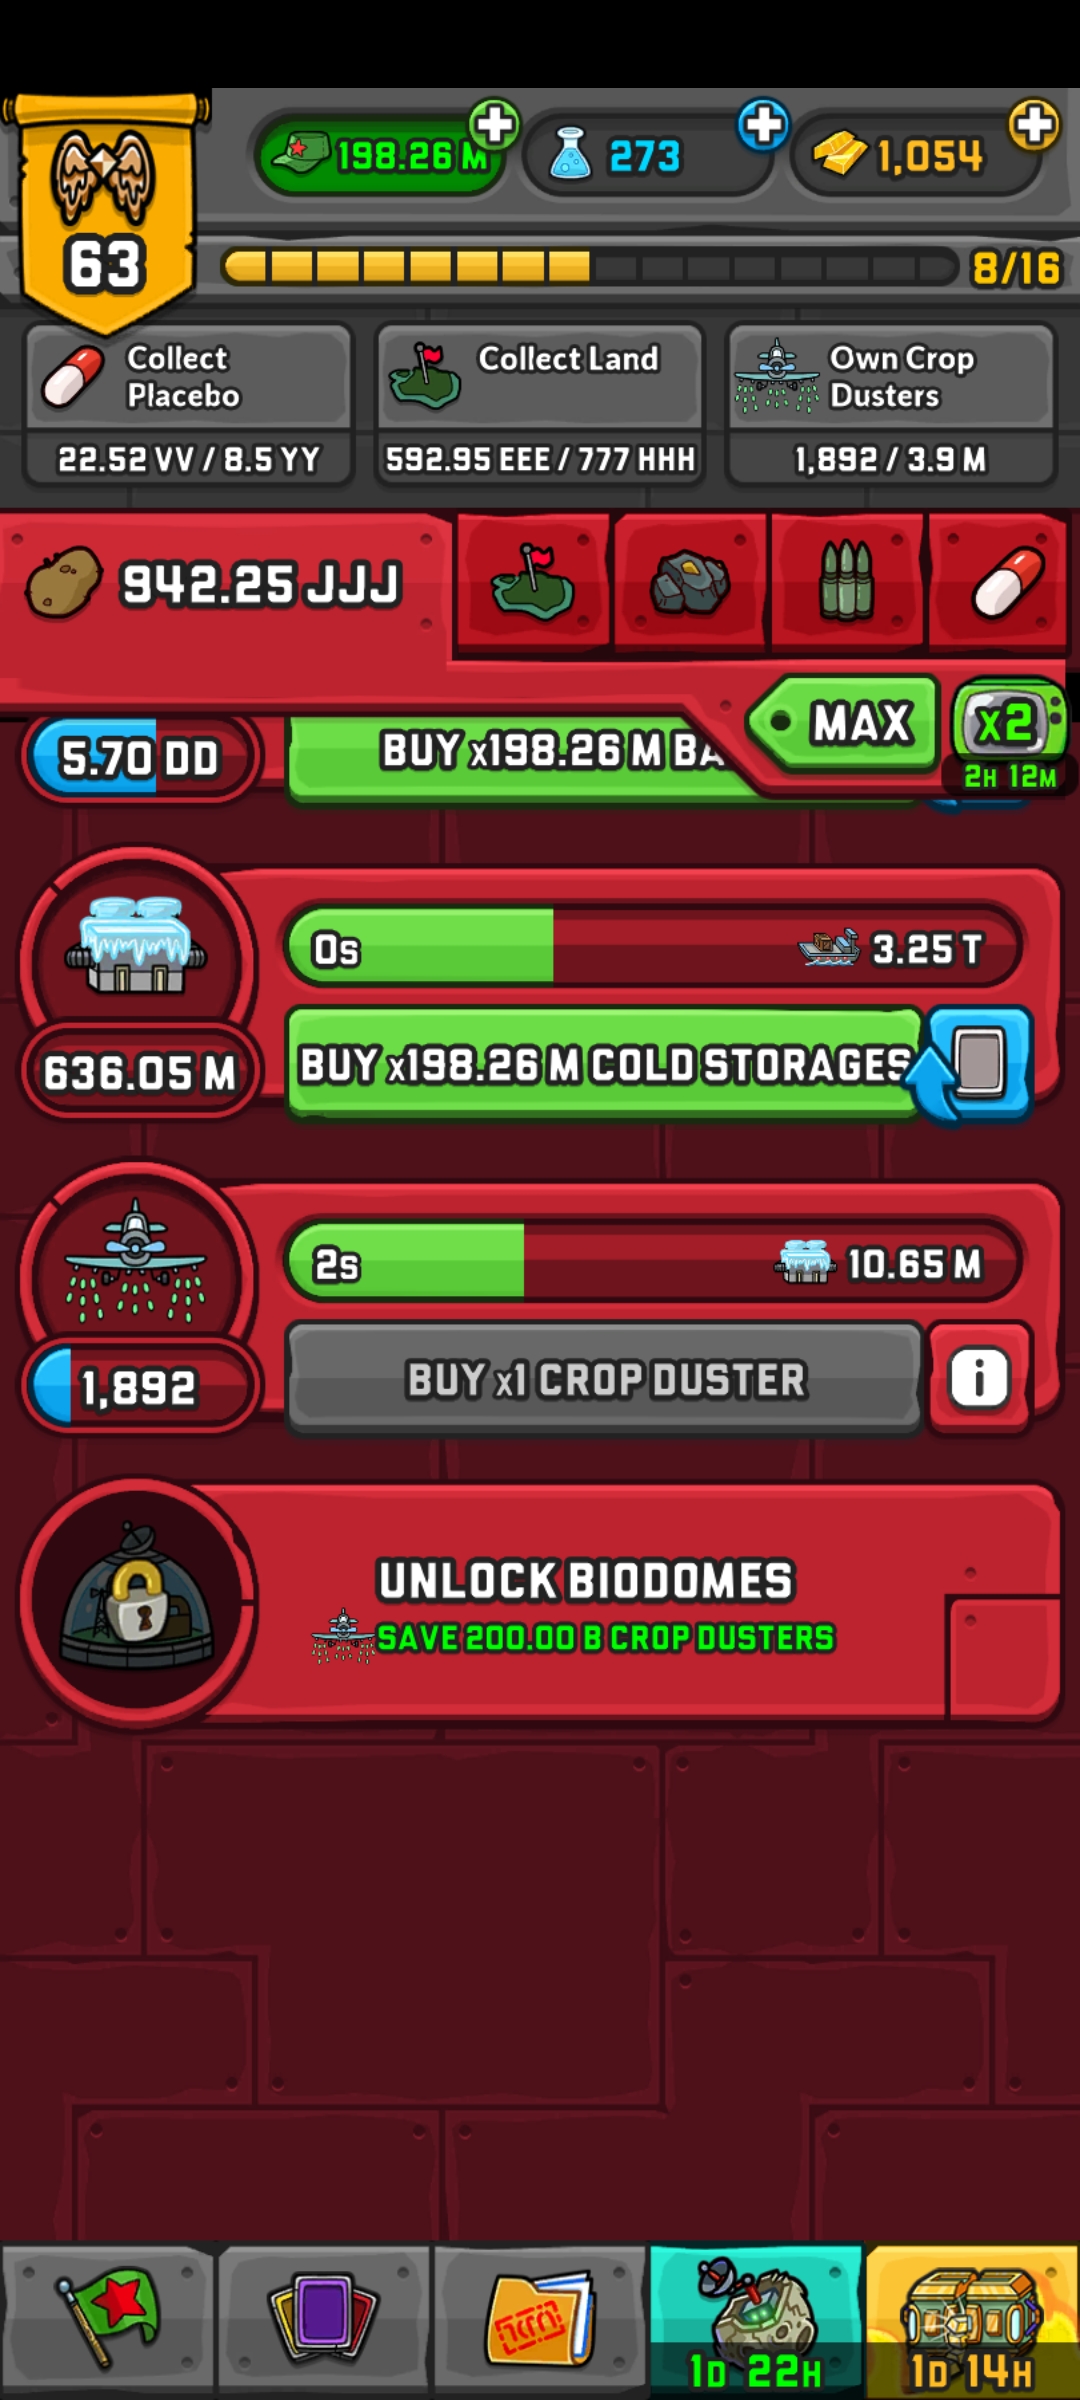 198.26 M
273
1,054
63
8/16
Collect
Placebo
22.52 VV / 8.5 YY
Collect Land
592.95 EEE / 777 HHH
Own Crop
Dusters
1,892 / 3.9 M
942.25 JJJ
MAX
x2
2H 12M
5.70 DD
BUY x198.26 M BA
0s
3.25 T
636.05 M
BUY x198.26 M COLD STORAGES
2s
10.65 M
1,892
BUY x1 CROP DUSTER
i
UNLOCK BIODOMES
SAVE 200.00 B CROP DUSTERS
1D 22H
1D 14H